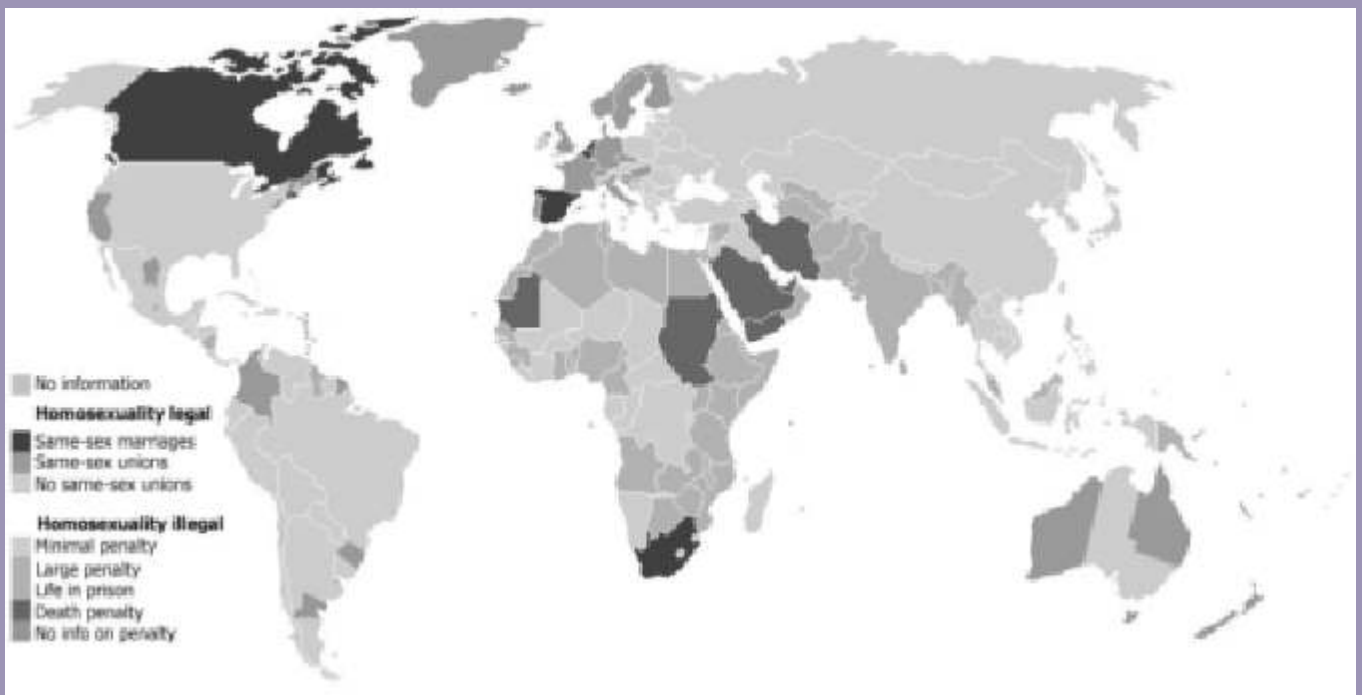 No information
Homosexuality legal
Same-sex marriages
Same-sex unions
No same-sex unions
Homosexuality illegal
Minimal penalty
Large penalty
Life in prison
Death penalty
No info on penalty